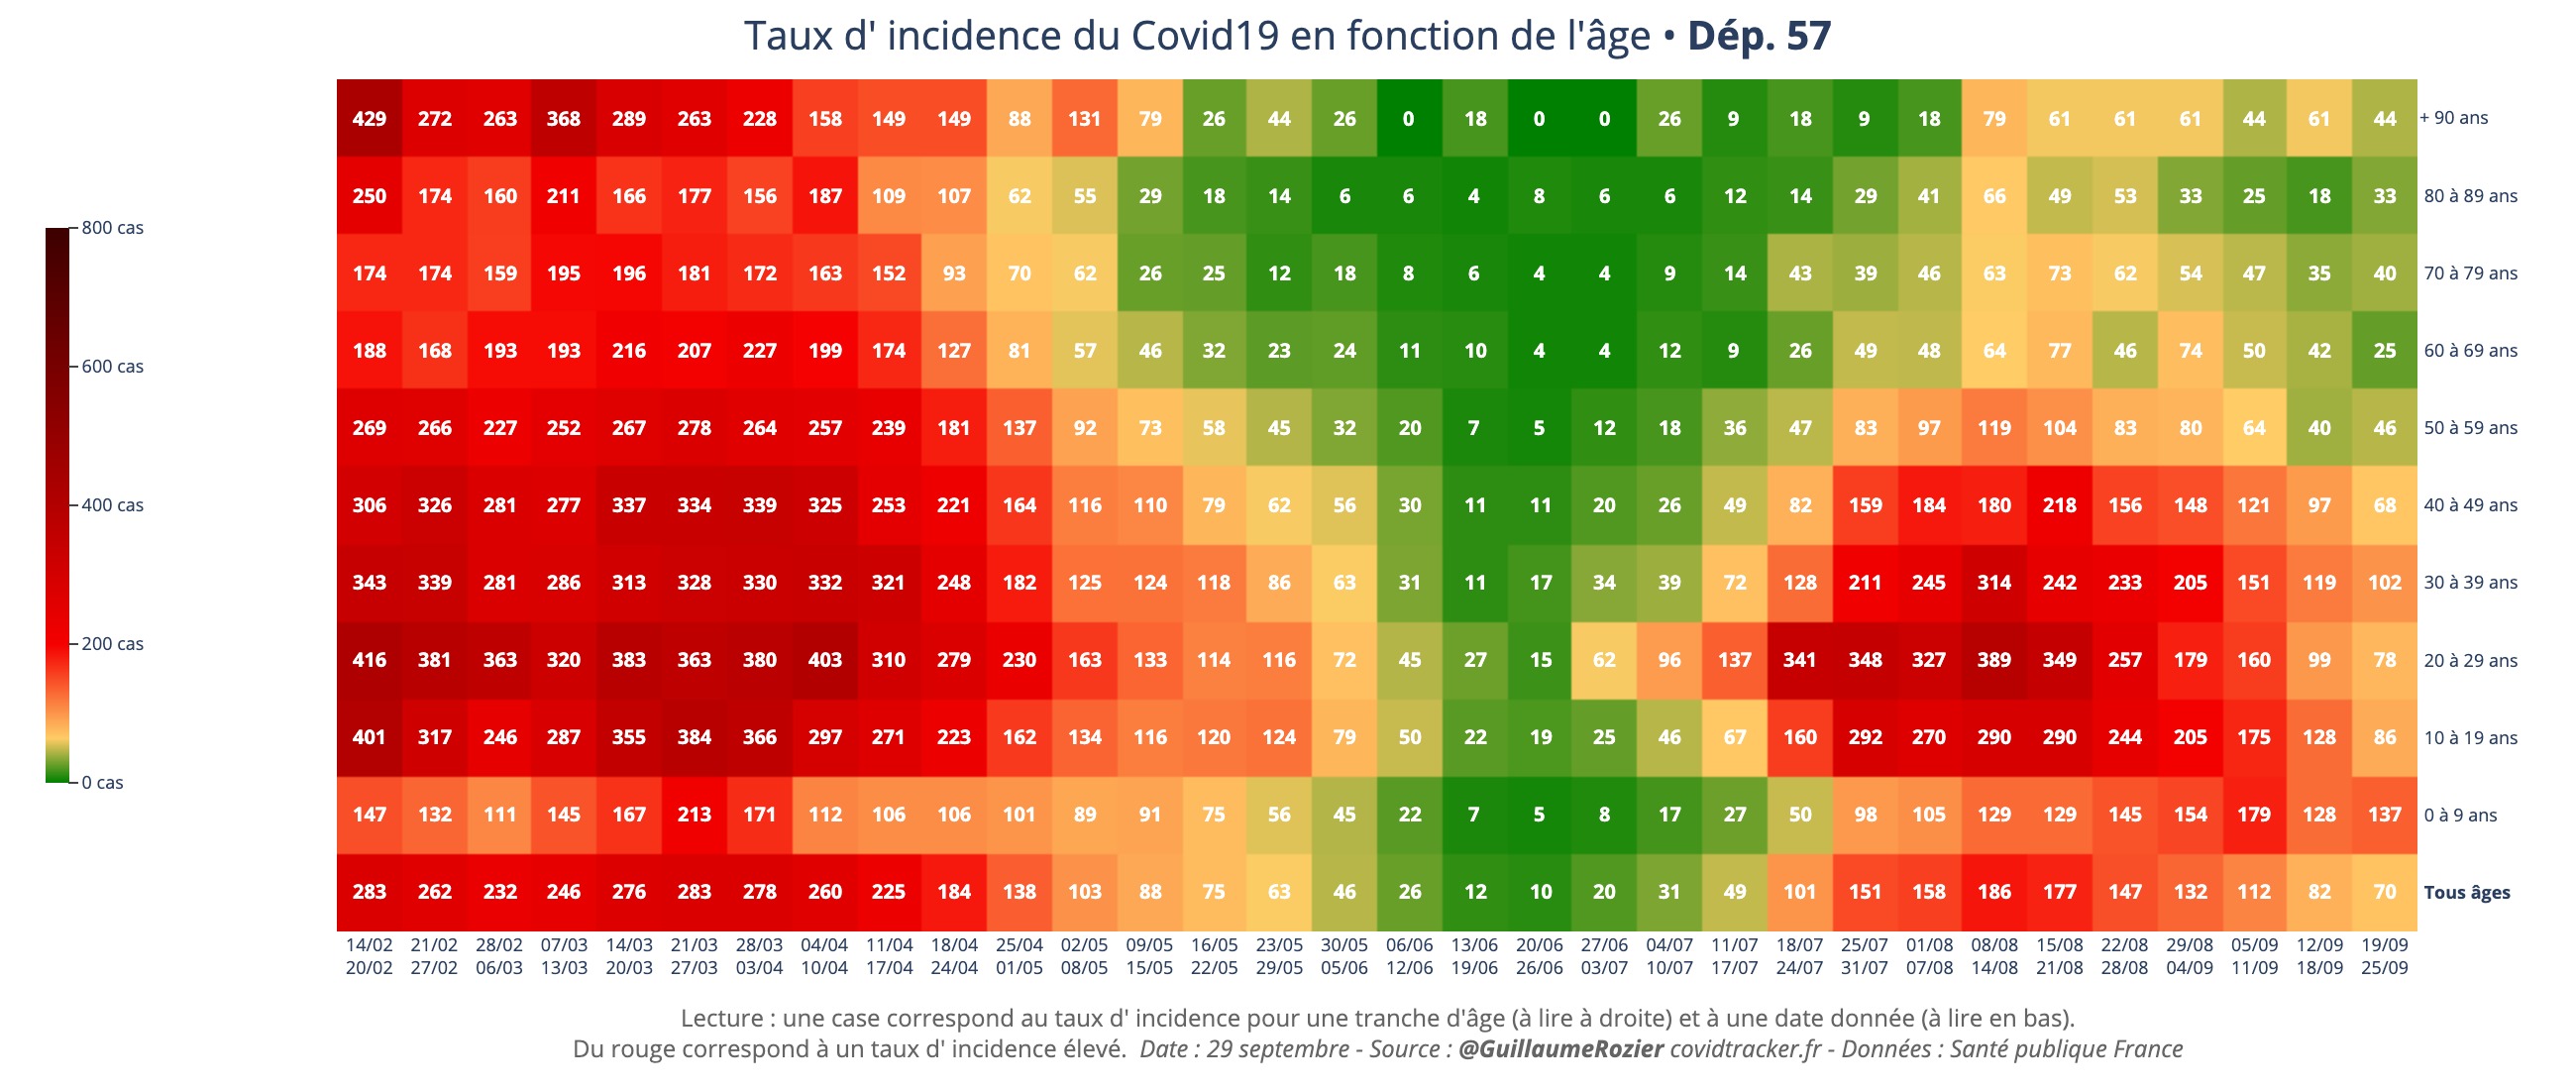 Taux d' incidence du Covid19 en fonction de l'âge • Dép. 57
800 cas
600 cas
400 cas
200 cas
0 cas
429 272 263 368 289 263 228 158 149 149 88 131 79 26 44 26 0 18 0 0 26 9 18 9 18 79 61 61 61 44 61 44 + 90 ans
250 174 160 211 166 177 156 187 109 107 62 55 29 18 14 6 6 4 8 6 6 12 14 29 41 66 49 53 33 25 18 33 80 à 89 ans
174 174 159 195 196 181 172 163 152 93 70 62 26 25 12 18 8 6 4 4 9 14 43 39 46 63 73 62 54 47 35 40 70 à 79 ans
188 168 193 193 216 207 227 199 174 127 81 57 46 32 23 24 11 10 4 4 12 9 26 49 48 64 77 46 74 50 42 25 60 à 69 ans
269 266 227 252 267 278 264 257 239 181 137 92 73 58 45 32 20 7 5 12 18 36 47 83 97 119 104 83 80 64 40 46 50 à 59 ans
306 326 281 277 337 334 339 325 253 221 164 116 110 79 62 56 30 11 11 20 26 49 82 159 184 180 218 156 148 121 97 68 40 à 49 ans
343 339 281 286 313 328 330 332 321 248 182 125 124 118 86 63 31 11 17 34 39 72 128 211 245 314 242 233 205 151 119 102 30 à 39 ans
416 381 363 320 383 363 380 403 310 279 230 163 133 114 116 72 45 27 15 62 96 137 341 348 327 389 349 257 179 160 99 78 20 à 29 ans
401 317 246 287 355 384 366 297 271 223 162 134 116 120 124 79 50 22 19 25 46 67 160 292 270 290 290 244 205 175 128 86 10 à 19 ans
147 132 111 145 167 213 171 112 106 106 101 89 91 75 56 45 22 7 5 8 17 27 50 98 105 129 129 145 154 179 128 137 0 à 9 ans
283 262 232 246 276 283 278 260 225 184 138 103 88 75 63 46 26 12 10 20 31 49 101 151 158 186 177 147 132 112 82 70 Tous âges
14/02 21/02 28/02 07/03 14/03 21/03 28/03 04/04 11/04 18/04 25/04 02/05 09/05 16/05 23/05 30/05 06/06 13/06 20/06 27/06 04/07 11/07 18/07 25/07 01/08 08/08 15/08 22/08 29/08 05/09 12/09 19/09
20/02 27/02 06/03 13/03 20/03 27/03 03/04 10/04 17/04 24/04 01/05 08/05 15/05 22/05 29/05 05/06 12/06 19/06 26/06 03/07 10/07 17/07 24/07 31/07 07/08 14/08 21/08 28/08 04/09 11/09 18/09 25/09
Lecture : une case correspond au taux d' incidence pour une tranche d'âge (à lire à droite) et à une date donnée (à lire en bas).
Du rouge correspond à un taux d' incidence élevé. Date : 29 septembre - Source : @GuillaumeRozier covidtracker.fr - Données : Santé publique France